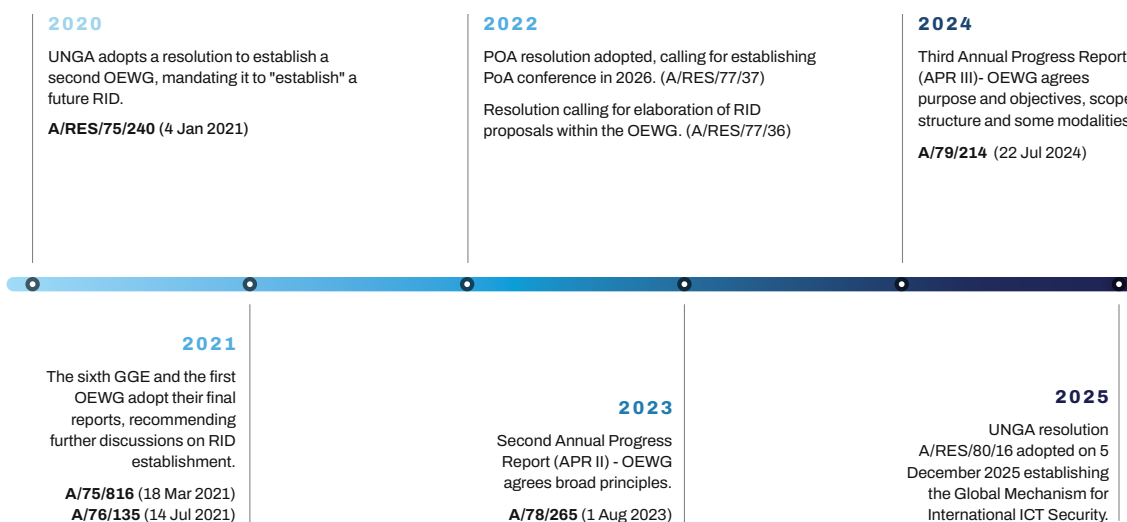 2020
UNGA adopts a resolution to establish a
second OEWG, mandating it to "establish" a
future RID.
A/RES/75/240 (4 Jan 2021)
2022
POA resolution adopted, calling for establishing
PoA conference in 2026. (A/RES/77/37)
Resolution calling for elaboration of RID
proposals within the OEWG. (A/RES/77/36)
2024
Third Annual Progress Report
(APR III)- OEWG agrees
purpose and objectives, scope
structure and some modalities
A/79/214 (22 Jul 2024)
2021
The sixth GGE and the first
OEWG adopt their final
reports, recommending
further discussions on RID
establishment.
A/75/816 (18 Mar 2021)
A/76/135 (14 Jul 2021)
2023
Second Annual Progress
Report (APR II) - OEWG
agrees broad principles.
A/78/265 (1 Aug 2023)
2025
UNGA resolution
A/RES/80/16 adopted on 5
December 2025 establishing
the Global Mechanism for
International ICT Security.